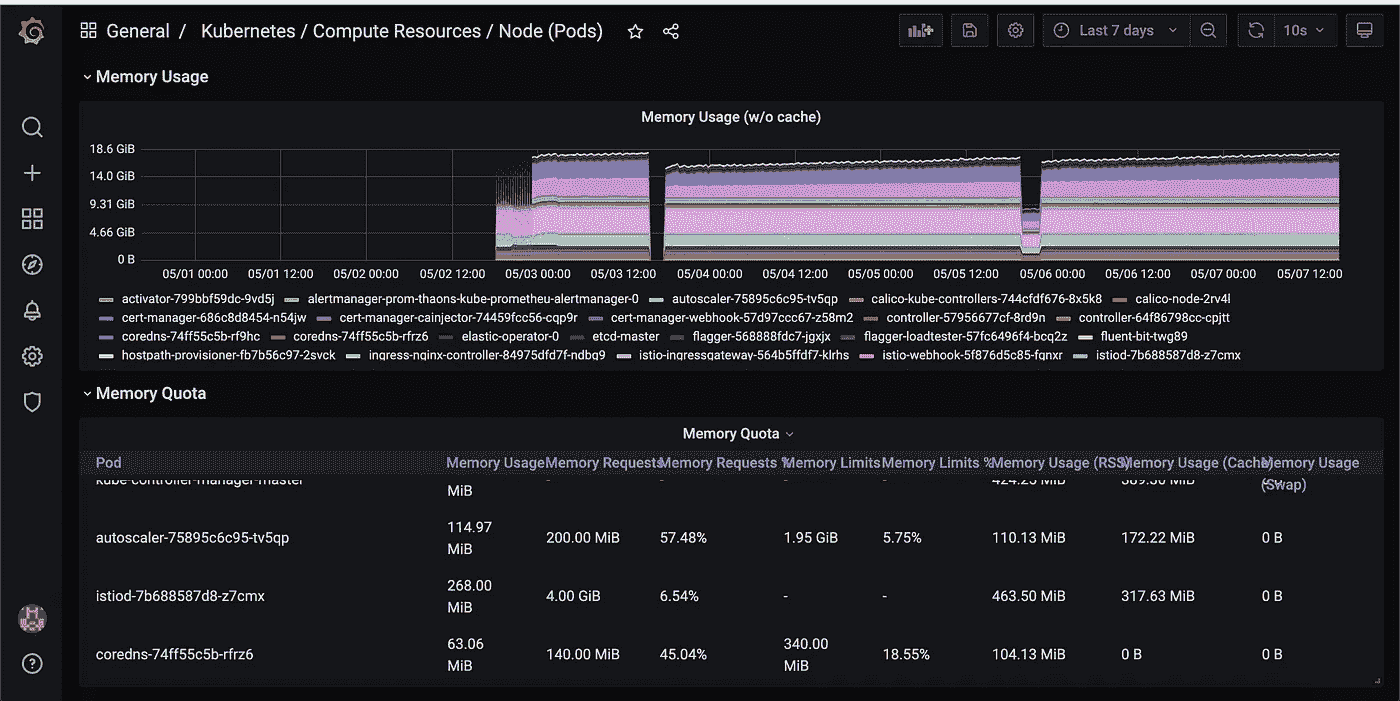 General / Kubernetes / Compute Resources / Node (Pods) Last 7 days 10s
Memory Usage
Memory Usage (w/o cache)
18.6 GiB
14.0 GiB
9.31 GiB
4.66 GiB
0 B
05/01 00:00 05/01 12:00 05/02 00:00 05/02 12:00 05/03 00:00 05/03 12:00 05/04 00:00 05/04 12:00 05/05 00:00 05/05 12:00 05/06 00:00 05/06 12:00 05/07 00:00 05/07 12:00
activator-799bbf59dc-9vd5j alertmanager-prom-thaons-kube-prometheu-alertmanager-0 autoscaler-75895c6c95-tv5qp calico-kube-controllers-744cfdf676-8x5k8 calico-node-2rv4l
cert-manager-686c8d8454-n54jw cert-manager-cainjector-74459fcc56-cqp9r cert-manager-webhook-57d97ccc67-z58m2 controller-57956677cf-8rd9n controller-64f86798cc-cpjtt
coredns-74ff55c5b-rf9hc coredns-74ff55c5b-rfrz6 elastic-operator-0 etcd-master flagger-568888fdc7-jgxjx flagger-loadtester-57fc6496f4-bcq2z fluent-bit-twg89
hostpath-provisioner-fb7b56c97-2svck ingress-nginx-controller-84975dfd7f-ndbq9 istio-ingressgateway-564b5ffdf7-klrhs istio-webhook-5f876d5c85-fqnxr istiod-7b688587d8-z7cmx
Memory Quota
Memory Quota
Pod Memory Usage Memory Requests Memory Requests % Memory Limits Memory Limits % Memory Usage (RSS) Memory Usage (Cache) Memory Usage (Swap)
kube-controller-manager-master MiB - - - - 424.25 MiB 389.30 MiB
autoscaler-75895c6c95-tv5qp 114.97 MiB 200.00 MiB 57.48% 1.95 GiB 5.75% 110.13 MiB 172.22 MiB 0 B
istiod-7b688587d8-z7cmx 268.00 MiB 4.00 GiB 6.54% - - 463.50 MiB 317.63 MiB 0 B
coredns-74ff55c5b-rfrz6 63.06 MiB 140.00 MiB 45.04% 340.00 MiB 18.55% 104.13 MiB 0 B 0 B